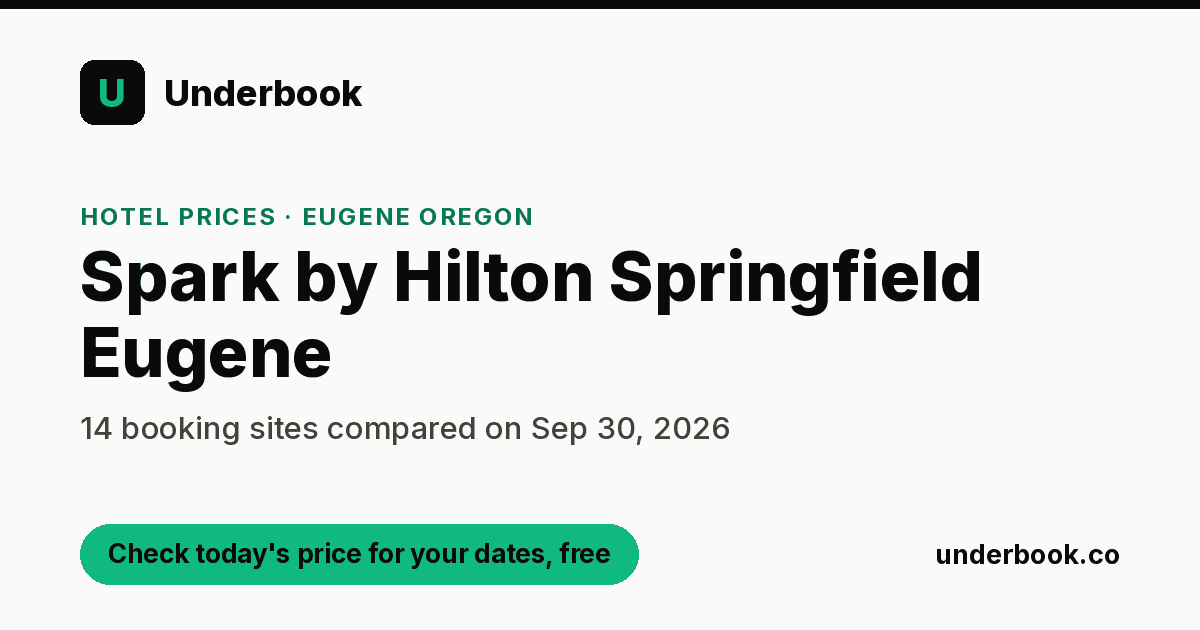 U Underbook
HOTEL PRICES · EUGENE OREGON
Spark by Hilton Springfield
Eugene
14 booking sites compared on Sep 30, 2026
Check today's price for your dates, free
underbook.co